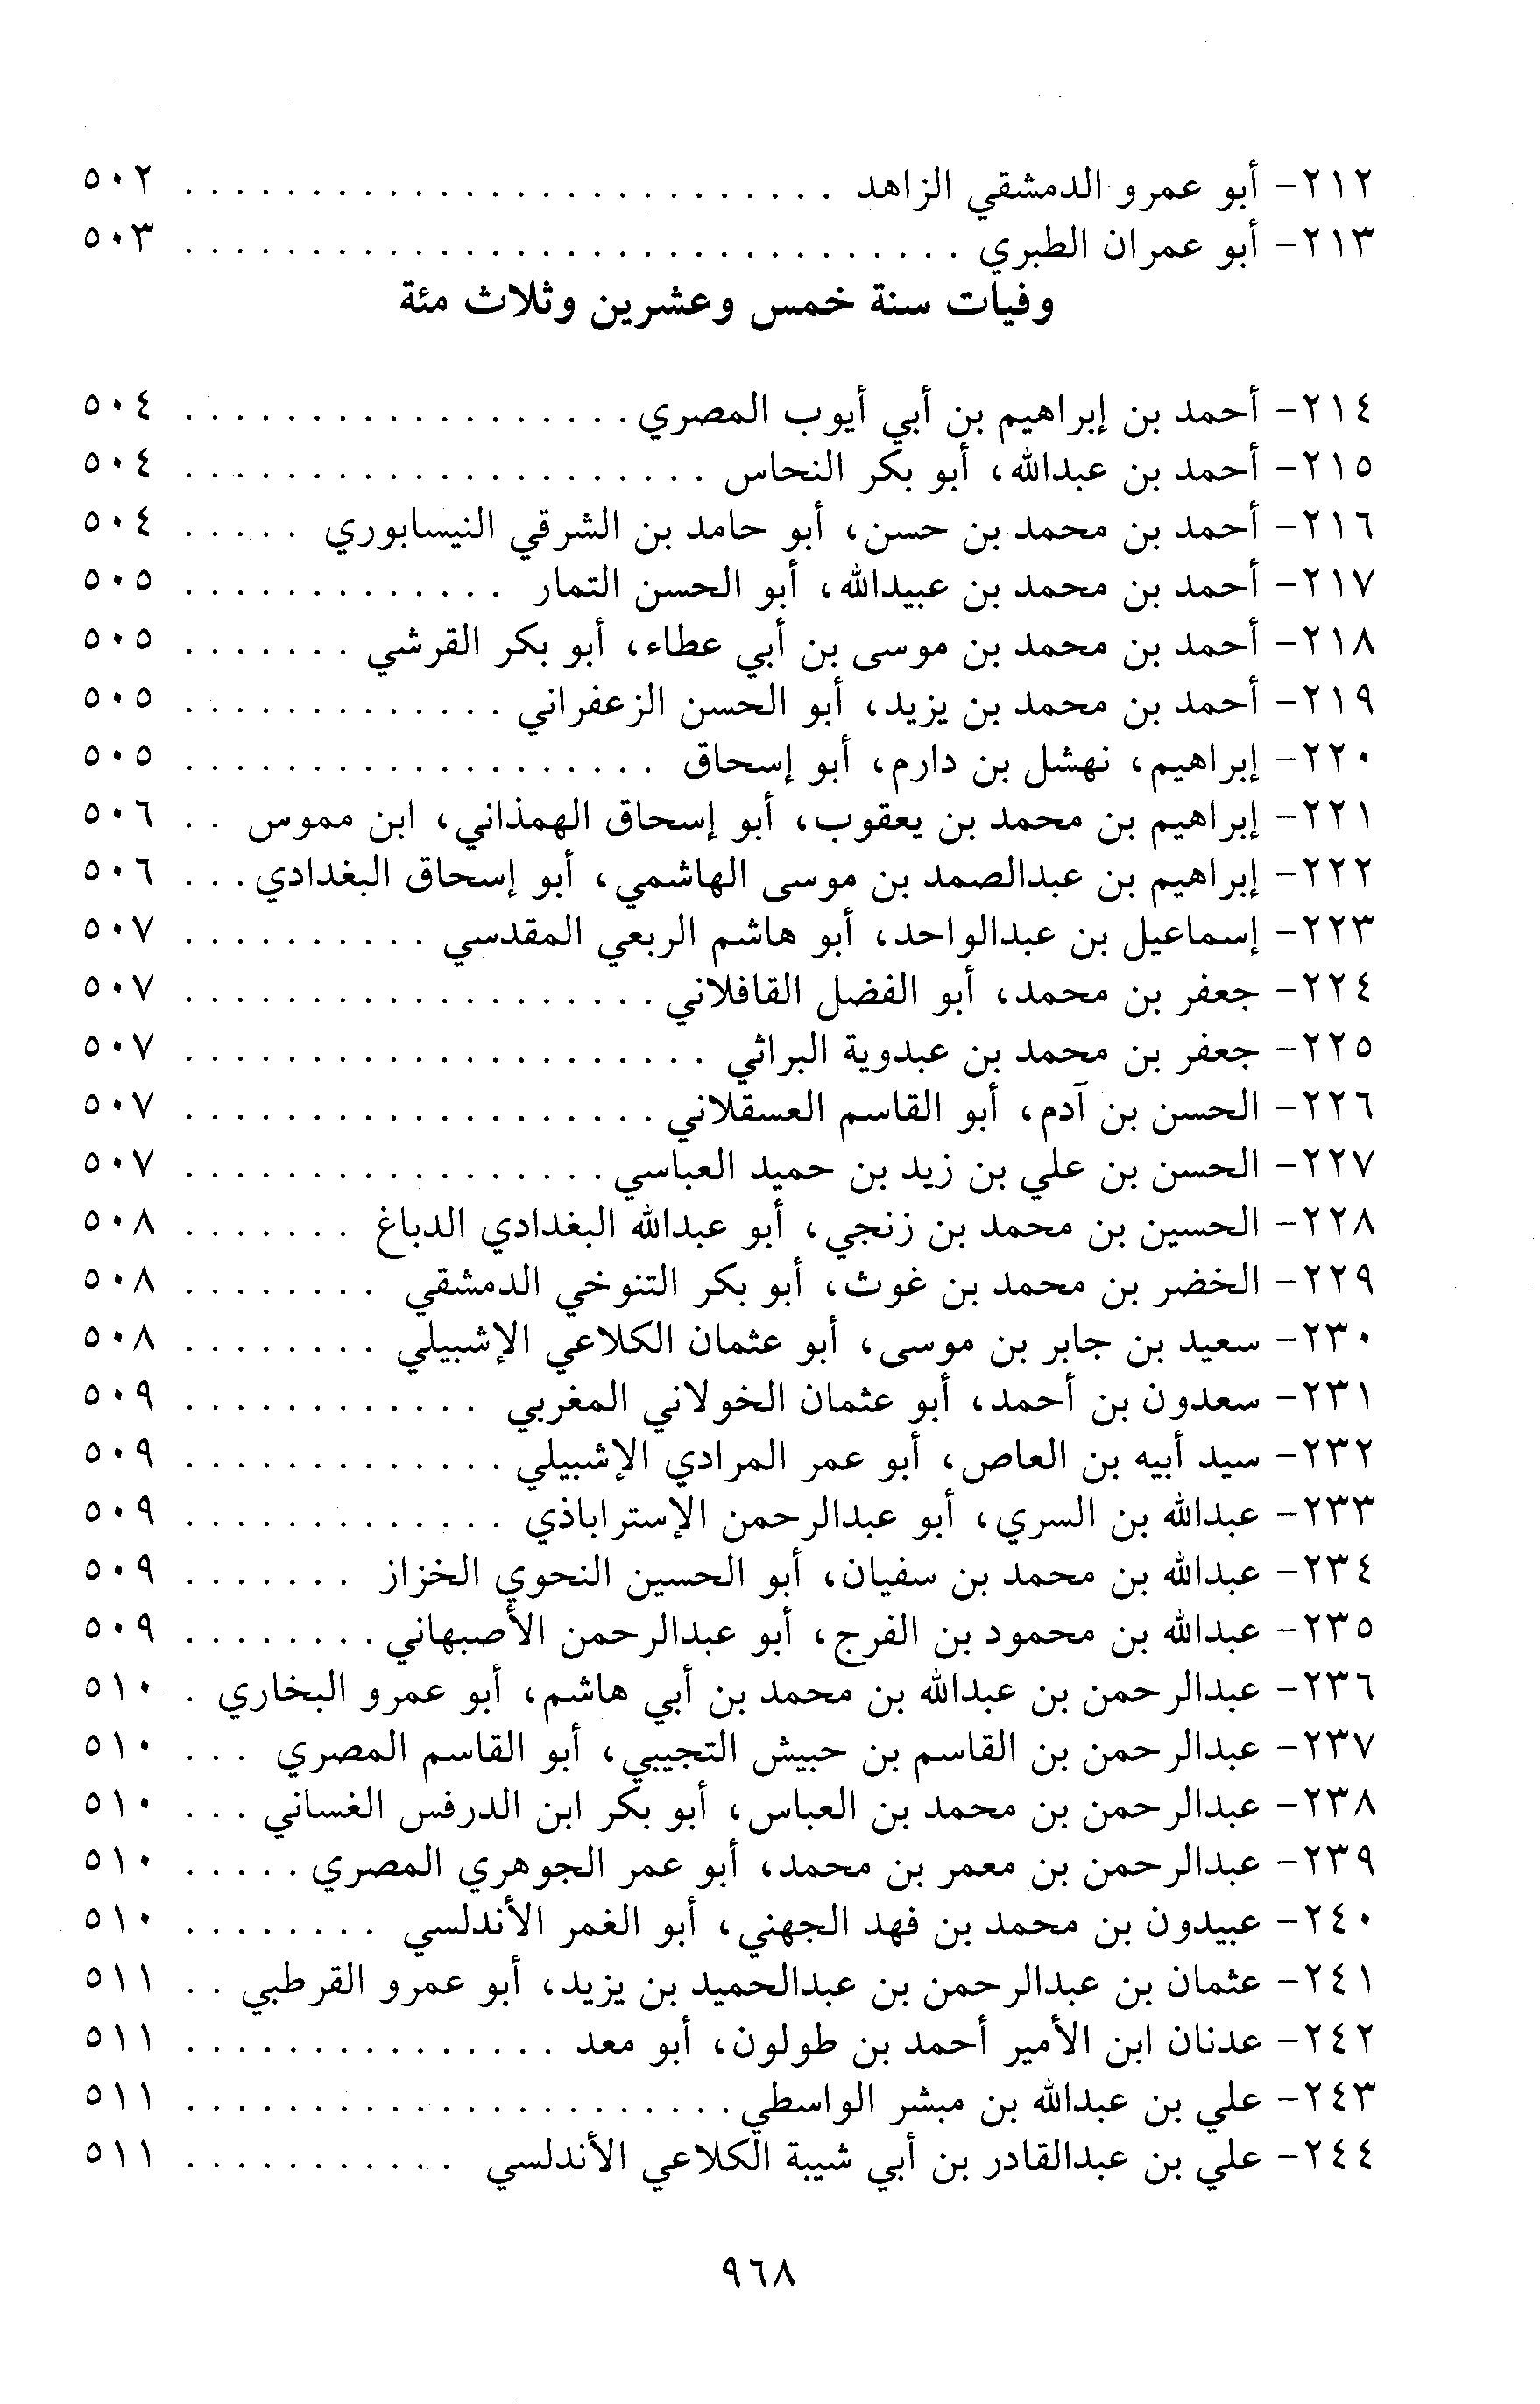 ٢١٢- أبو عمرو الدمشقي الزاهد . . . . . . . . . . . . . . . . . . . . . . . . . . ٥٠٢
٢١٣- أبو عمران الطبري . . . . . . . . . . . . . . . . . . . . . . . . . . . . . . . ٥٠٣
وفيات سنة خمس وعشرين وثلاث مئة
٢١٤- أحمد بن إبراهيم بن أبي أيوب المصري . . . . . . . . . . . . . . . . . . ٥٠٤
٢١٥- أحمد بن عبدالله، أبو بكر النحاس . . . . . . . . . . . . . . . . . . . . . ٥٠٤
٢١٦- أحمد بن محمد بن حسن، أبو حامد بن الشرقي النيسابوري . . . . . ٥٠٤
٢١٧- أحمد بن محمد بن عبيدالله، أبو الحسن التمار . . . . . . . . . . . . . ٥٠٥
٢١٨- أحمد بن محمد بن موسى بن أبي عطاء، أبو بكر القرشي . . . . . . . ٥٠٥
٢١٩- أحمد بن محمد بن يزيد، أبو الحسن الزعفراني . . . . . . . . . . . . . ٥٠٥
٢٢٠- إبراهيم، نهشل بن دارم، أبو إسحاق . . . . . . . . . . . . . . . . . . . ٥٠٥
٢٢١- إبراهيم بن محمد بن يعقوب، أبو إسحاق الهمذاني، ابن مموس . . ٥٠٦
٢٢٢- إبراهيم بن عبدالصمد بن موسى الهاشمي، أبو إسحاق البغدادي . . . ٥٠٦
٢٢٣- إسماعيل بن عبدالواحد، أبو هاشم الربعي المقدسي . . . . . . . . . . ٥٠٧
٢٢٤- جعفر بن محمد، أبو الفضل القافلاني . . . . . . . . . . . . . . . . . . . ٥٠٧
٢٢٥- جعفر بن محمد بن عبدوية البراثي . . . . . . . . . . . . . . . . . . . . . ٥٠٧
٢٢٦- الحسن بن آدم، أبو القاسم العسقلاني . . . . . . . . . . . . . . . . . . . ٥٠٧
٢٢٧- الحسن بن علي بن زيد بن حميد العباسي . . . . . . . . . . . . . . . . . ٥٠٧
٢٢٨- الحسين بن محمد بن زنجي، أبو عبدالله البغدادي الدباغ . . . . . . . ٥٠٨
٢٢٩- الخضر بن محمد بن غوث، أبو بكر التنوخي الدمشقي . . . . . . . . ٥٠٨
٢٣٠- سعيد بن جابر بن موسى، أبو عثمان الكلاعي الإشبيلي . . . . . . . . ٥٠٨
٢٣١- سعدون بن أحمد، أبو عثمان الخولاني المغربي . . . . . . . . . . . . ٥٠٩
٢٣٢- سيد أبيه بن العاص، أبو عمر المرادي الإشبيلي . . . . . . . . . . . . . ٥٠٩
٢٣٣- عبدالله بن السري، أبو عبدالرحمن الإستراباذي . . . . . . . . . . . . . ٥٠٩
٢٣٤- عبدالله بن محمد بن سفيان، أبو الحسين النحوي الخزاز . . . . . . . ٥٠٩
٢٣٥- عبدالله بن محمود بن الفرج، أبو عبدالرحمن الأصبهاني . . . . . . . . ٥٠٩
٢٣٦- عبدالرحمن بن عبدالله بن محمد بن أبي هاشم، أبو عمرو البخاري . ٥١٠
٢٣٧- عبدالرحمن بن القاسم بن حبيش التجيبي، أبو القاسم المصري . . . ٥١٠
٢٣٨- عبدالرحمن بن محمد بن العباس، أبو بكر ابن الدرفس الغساني . . . ٥١٠
٢٣٩- عبدالرحمن بن معمر بن محمد، أبو عمر الجوهري المصري . . . . . ٥١٠
٢٤٠- عبيدون بن محمد بن فهد الجهني، أبو الغمر الأندلسي . . . . . . . . ٥١٠
٢٤١- عثمان بن عبدالرحمن بن عبدالحميد بن يزيد، أبو عمرو القرطبي . . ٥١١
٢٤٢- عدنان ابن الأمير أحمد بن طولون، أبو معد . . . . . . . . . . . . . . . ٥١١
٢٤٣- علي بن عبدالله بن مبشر الواسطي . . . . . . . . . . . . . . . . . . . . . . ٥١١
٢٤٤- علي بن عبدالقادر بن أبي شيبة الكلاعي الأندلسي . . . . . . . . . . . ٥١١
٩٦٨